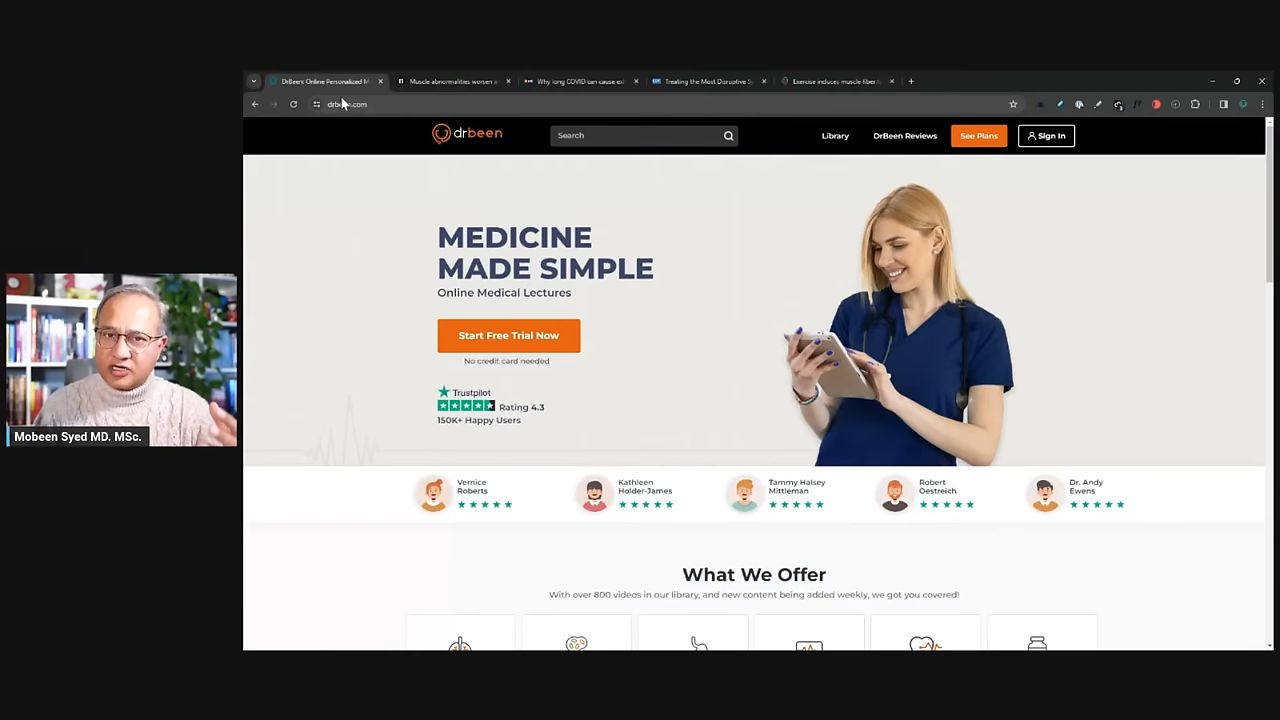 DrBeen: Online Personalized M
Muscle abnormalities worsen a
Why long COVID can cause ex
Treating the Most Disruptive Sy
Exercise induces muscle fiber t
drbeen.com
drbeen
Search
Library
DrBeen Reviews
See Plans
Sign In
MEDICINE
MADE SIMPLE
Online Medical Lectures
Start Free Trial Now
No credit card needed
Trustpilot
Rating 4.3
150K+ Happy Users
Mobeen Syed MD. MSc.
Vernice
Roberts
Kathleen
Holder-James
Tammy Halsey
Mittleman
Robert
Oestreich
Dr. Andy
Ewens
What We Offer
With over 800 videos in our library, and new content being added weekly, we got you covered!